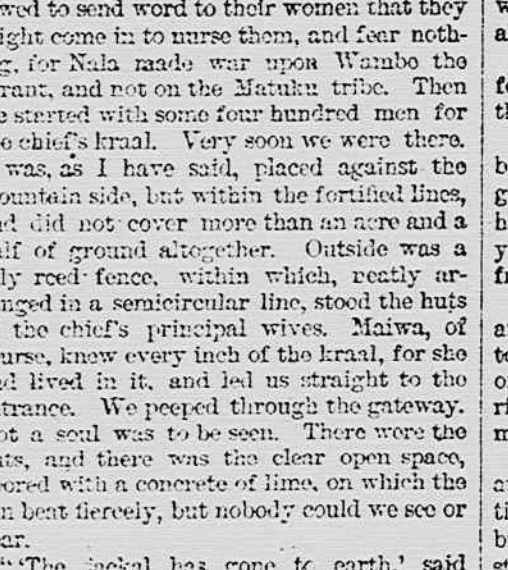 wed to send word to their women that they
ight come in to nurse them, and fear noth-
g, for Nala made war upon Wambo the
rant, and not on the Matuku tribe. Then
e started with some four hundred men for
e chief's kraal. Very soon we were there.
was, as I have said, placed against the
ountain side, but within the fortified lines,
d did not cover more than an acre and a
lf of ground altogether. Outside was a
ly reed fence, within which, neatly ar-
nged in a semicircular line, stood the huts
the chief's principal wives. Maiwa, of
urse, knew every inch of the kraal, for she
d lived in it, and led us straight to the
trance. We peeped through the gateway.
ot a soul was to be seen. There were the
ts, and there was the clear open space,
ored with a concrete of lime, on which the
n beat fiercely, but nobody could we see or
ar.
"'The jackal has gone to earth,' said